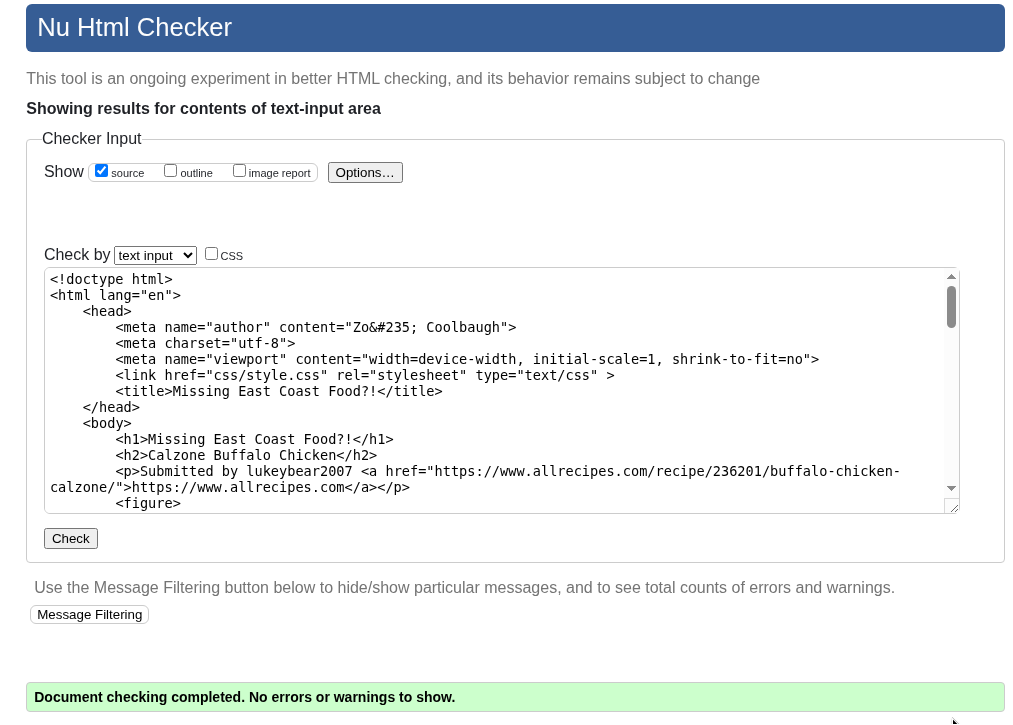 Nu Html Checker
This tool is an ongoing experiment in better HTML checking, and its behavior remains subject to change
Showing results for contents of text-input area
Checker Input
Show source outline image report Options…
Check by text input CSS
<!doctype html>
<html lang="en">
    <head>
        <meta name="author" content="Zo&#235; Coolbaugh">
        <meta charset="utf-8">
        <meta name="viewport" content="width=device-width, initial-scale=1, shrink-to-fit=no">
        <link href="css/style.css" rel="stylesheet" type="text/css" >
        <title>Missing East Coast Food?!</title>
    </head>
    <body>
        <h1>Missing East Coast Food?!</h1>
        <h2>Calzone Buffalo Chicken</h2>
        <p>Submitted by lukeybear2007 <a href="https://www.allrecipes.com/recipe/236201/buffalo-chicken-
calzone/">https://www.allrecipes.com</a></p>
        <figure>
Check
Use the Message Filtering button below to hide/show particular messages, and to see total counts of errors and warnings.
Message Filtering
Document checking completed. No errors or warnings to show.